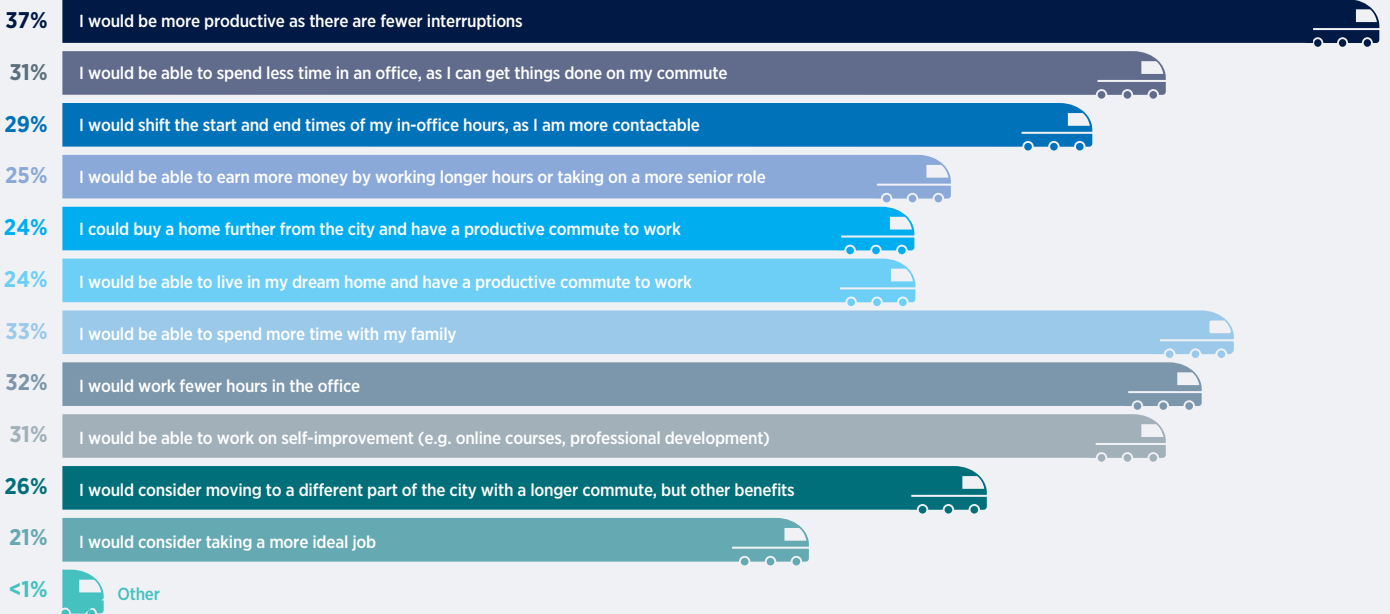 37% I would be more productive as there are fewer interruptions
31% I would be able to spend less time in an office, as I can get things done on my commute
29% I would shift the start and end times of my in-office hours, as I am more contactable
25% I would be able to earn more money by working longer hours or taking on a more senior role
24% I could buy a home further from the city and have a productive commute to work
24% I would be able to live in my dream home and have a productive commute to work
33% I would be able to spend more time with my family
32% I would work fewer hours in the office
31% I would be able to work on self-improvement (e.g. online courses, professional development)
26% I would consider moving to a different part of the city with a longer commute, but other benefits
21% I would consider taking a more ideal job
<1% Other